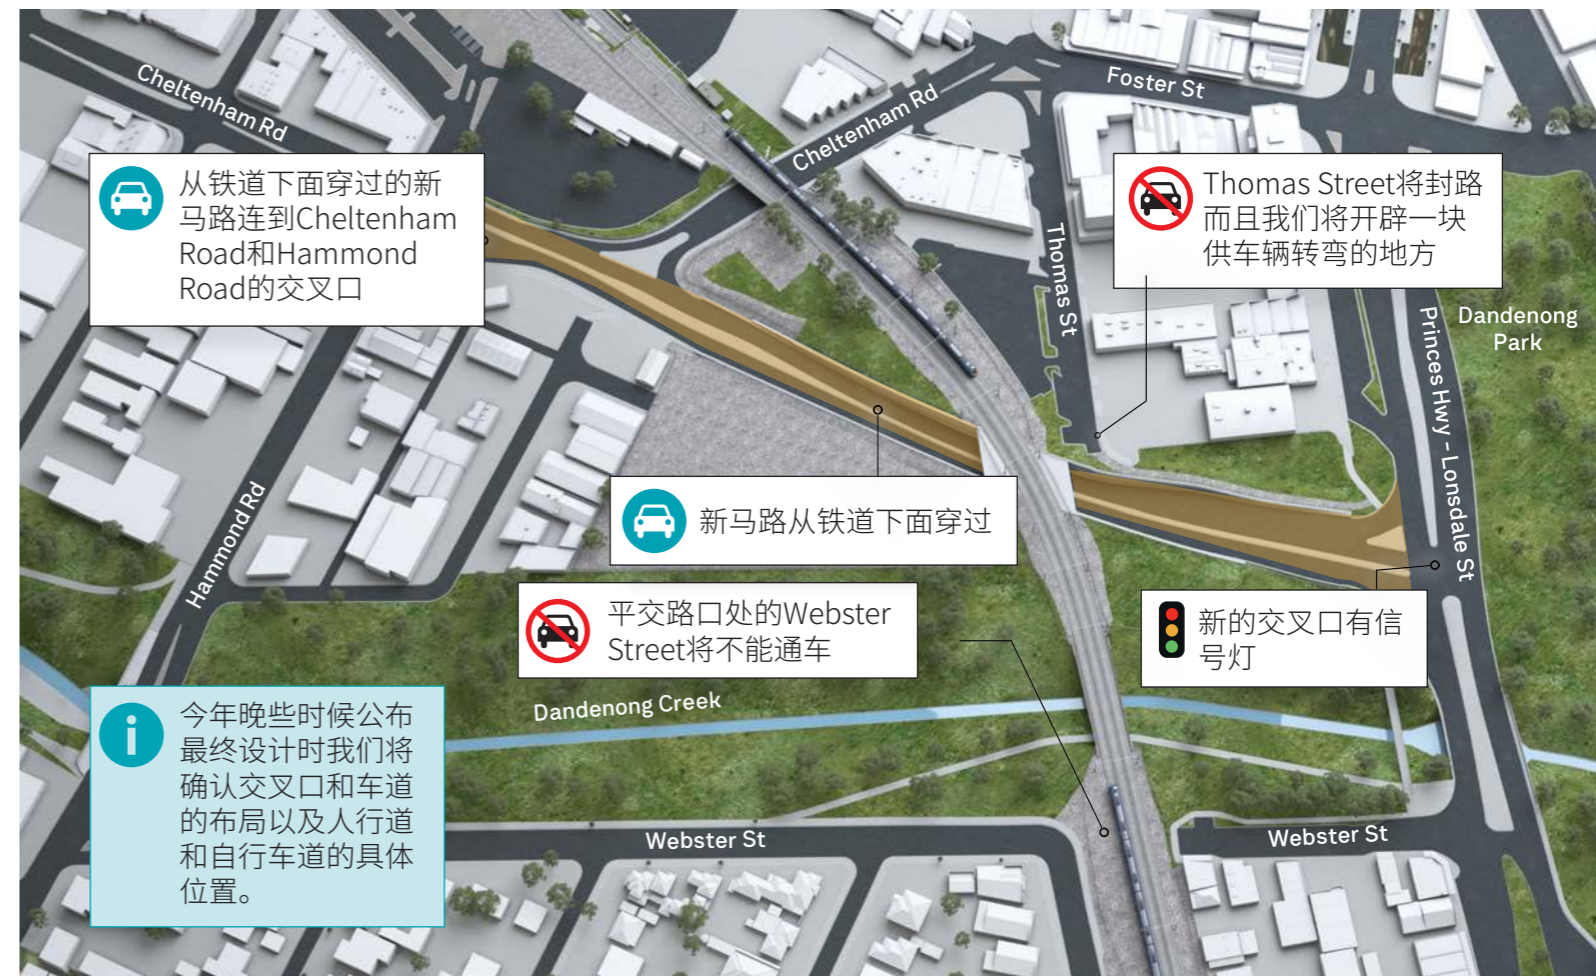 Cheltenham Rd
Foster St
Cheltenham Rd
从铁道下面穿过的新
马路连到Cheltenham
Road和Hammond
Road的交叉口
Thomas Street将封路
而且我们将开辟一块
供车辆转弯的地方
Thomas St
Dandenong
Park
Princes Hwy – Lonsdale St
Hammond Rd
新马路从铁道下面穿过
平交路口处的Webster
Street将不能通车
新的交叉口有信
号灯
Dandenong Creek
今年晚些时候公布
最终设计时我们将
确认交叉口和车道
的布局以及人行道
和自行车道的具体
位置。
Webster St
Webster St